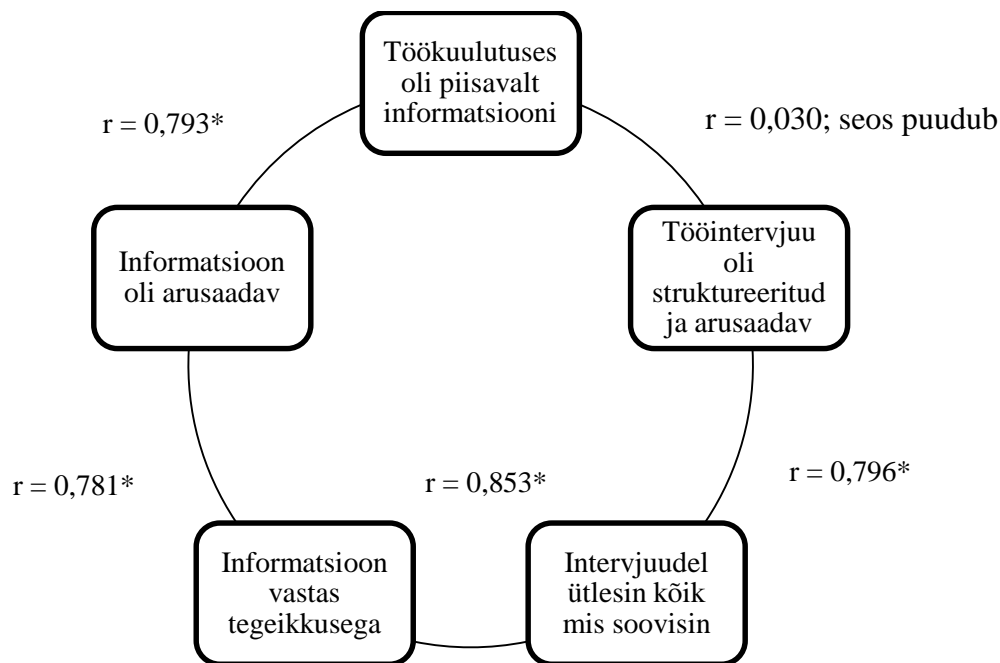 Töökuulutuses
oli piisavalt
informatsiooni
r = 0,793*
r = 0,030; seos puudub
Informatsioon
oli arusaadav
Tööintervjuu
oli
struktureeritud
ja arusaadav
r = 0,781*
r = 0,853*
r = 0,796*
Informatsioon
vastas
tegeikkusega
Intervjuudel
ütlesin kõik
mis soovisin